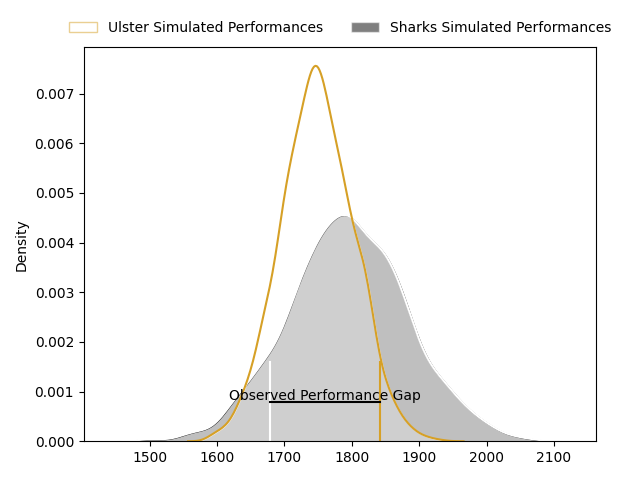 Ulster Simulated Performances Sharks Simulated Performances
0.007
0.006
0.005
0.004
0.003
0.002
0.001
0.000
Density
Observed Performance Gap
1500 1600 1700 1800 1900 2000 2100